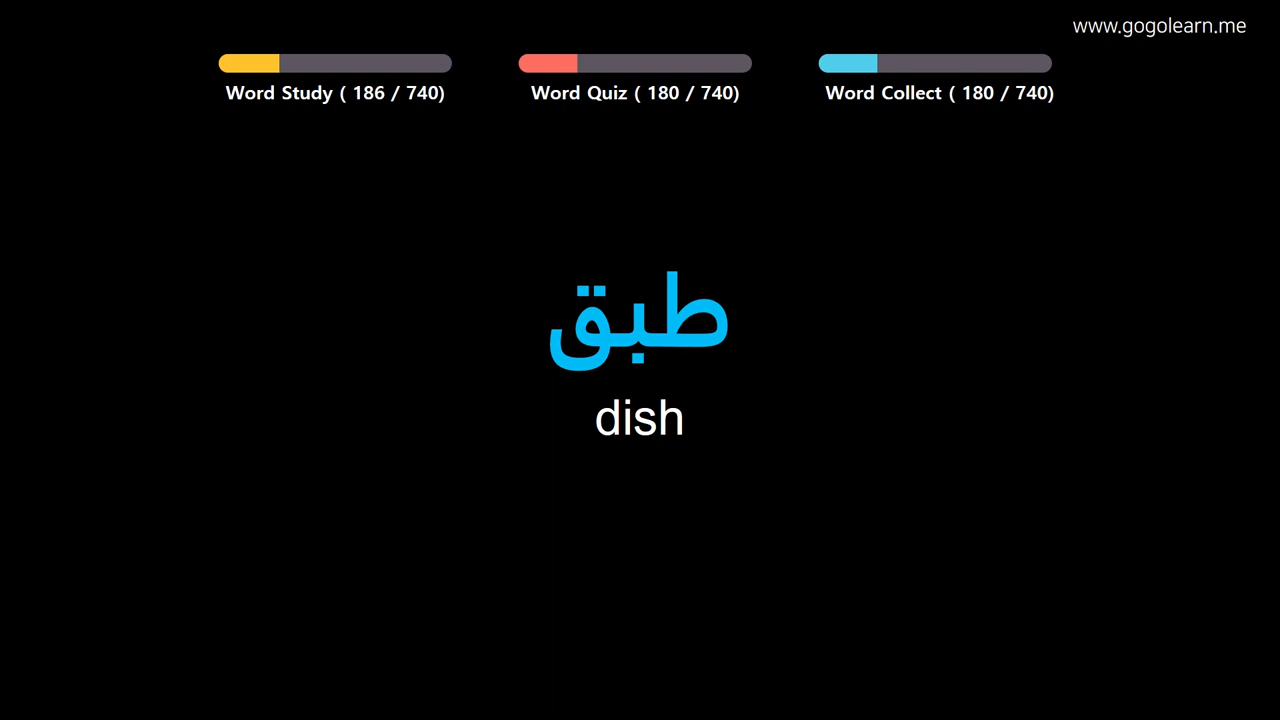 www.gogolearn.me
Word Study ( 186 / 740)
Word Quiz ( 180 / 740)
Word Collect ( 180 / 740)
طبق
dish